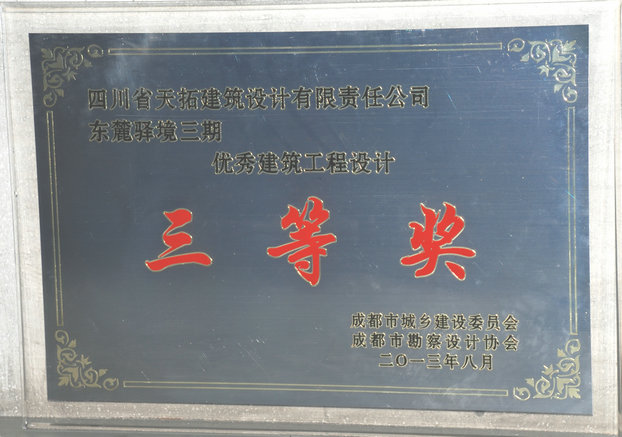 四川省天拓建筑设计有限责任公司
东麓驿境三期
优秀建筑工程设计
三等奖
成都市城乡建设委员会
成都市勘察设计协会
二〇一三年八月